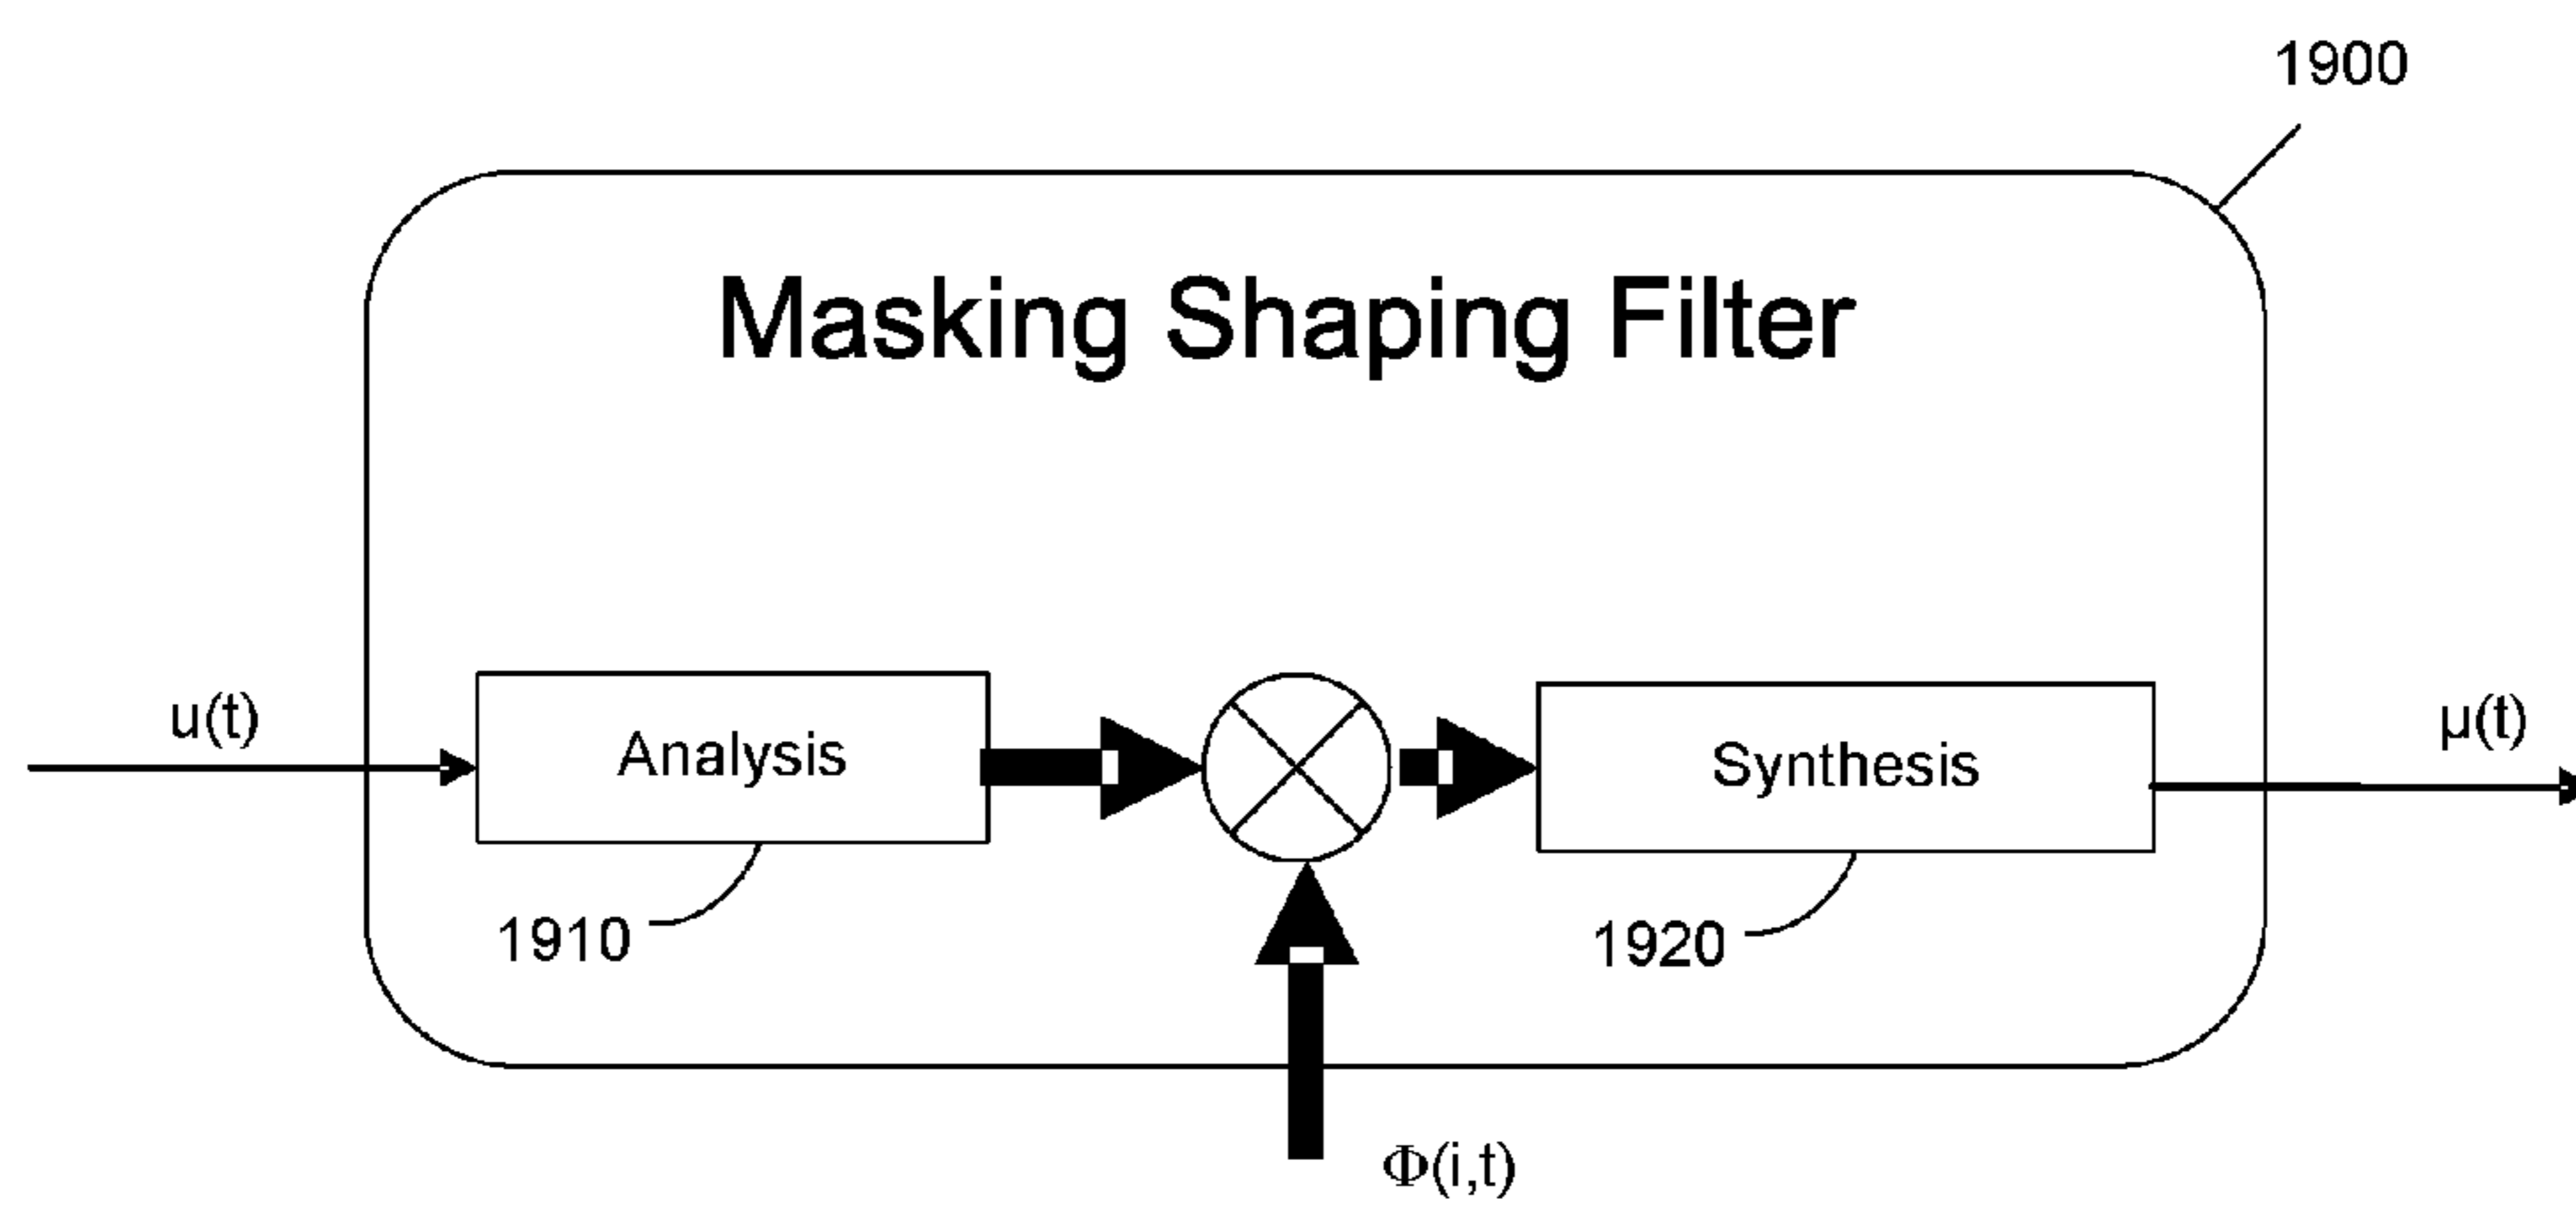 1900
Masking Shaping Filter
u(t)
Analysis
Synthesis
μ(t)
1910
1920
Φ(i,t)